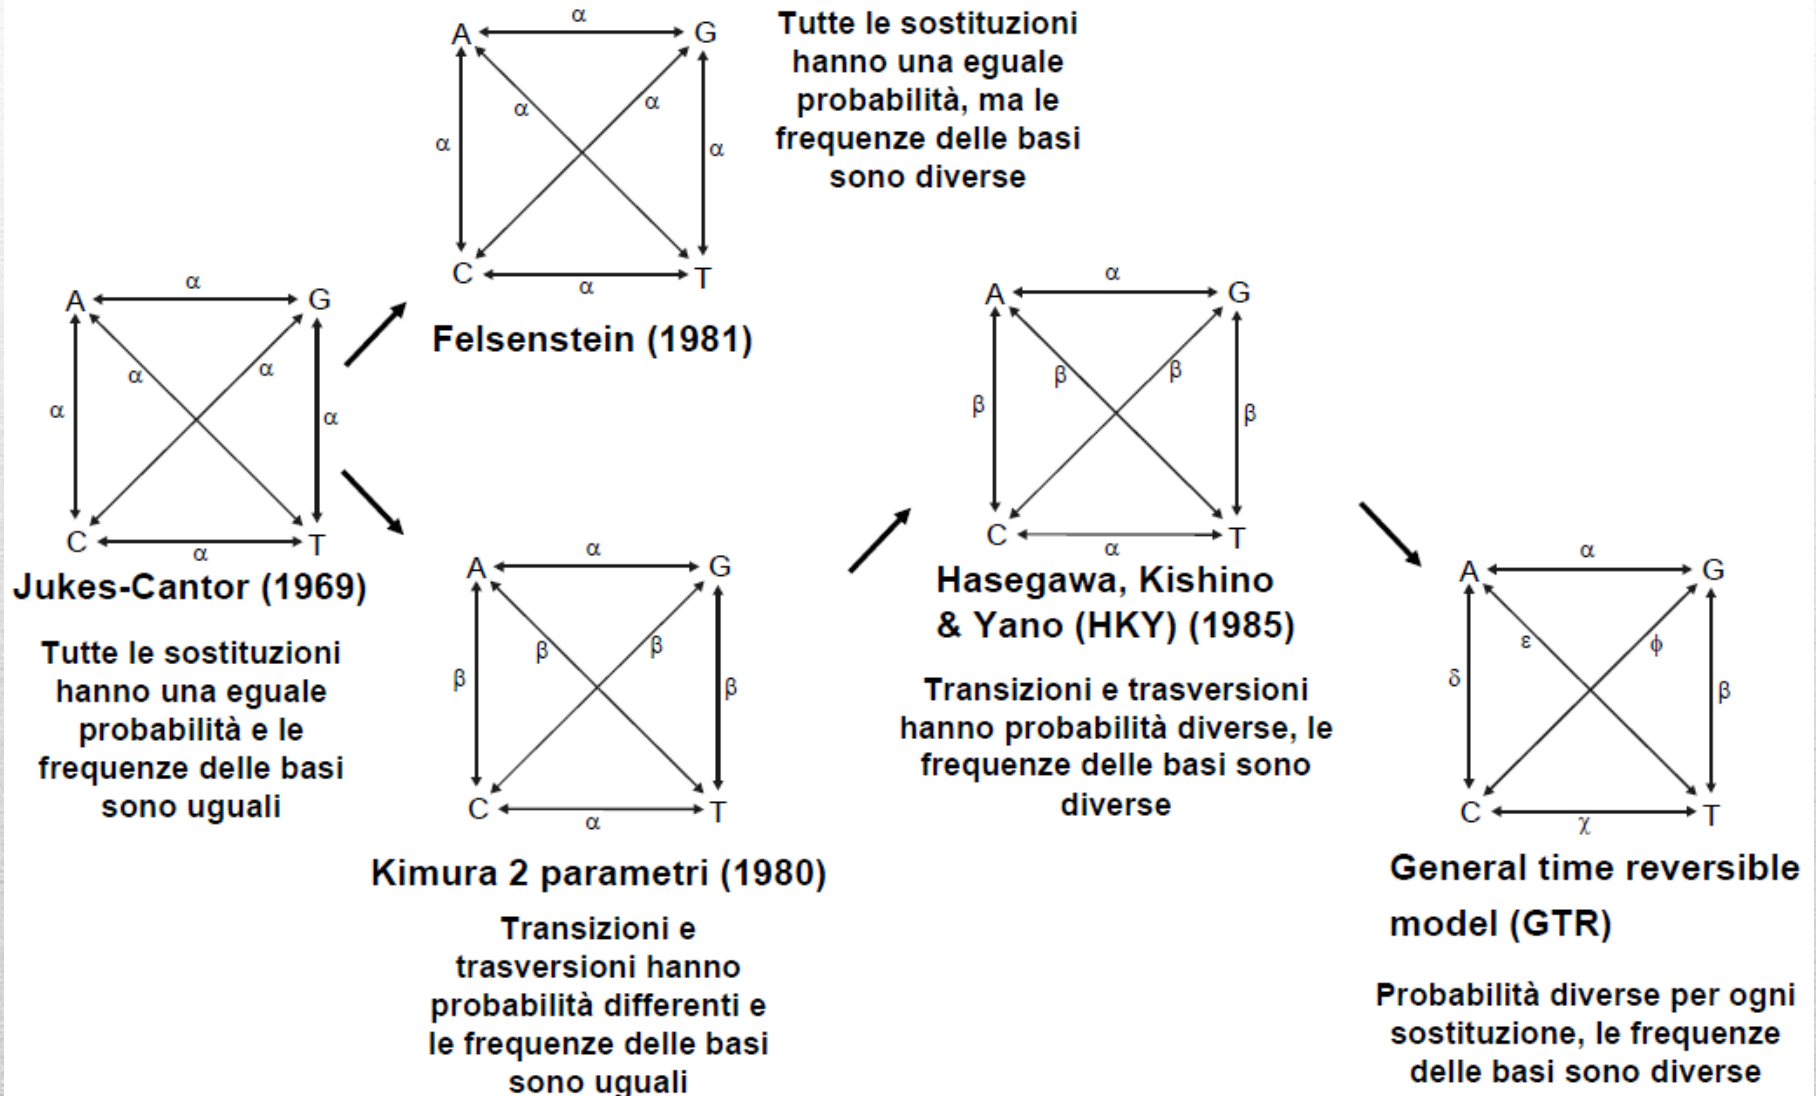 α
A G
α α
α α
C T
α
Felsenstein (1981)
Tutte le sostituzioni
hanno una eguale
probabilità, ma le
frequenze delle basi
sono diverse
α
A G
α α
α α
C T
α
Jukes-Cantor (1969)
Tutte le sostituzioni
hanno una eguale
probabilità e le
frequenze delle basi
sono uguali
α
A G
β β
β β
C T
α
Kimura 2 parametri (1980)
Transizioni e
trasversioni hanno
probabilità differenti e
le frequenze delle basi
sono uguali
α
A G
β β
β β
C T
α
Hasegawa, Kishino
& Yano (HKY) (1985)
Transizioni e trasversioni
hanno probabilità diverse, le
frequenze delle basi sono
diverse
α
A G
ε ϕ
δ β
C T
χ
General time reversible
model (GTR)
Probabilità diverse per ogni
sostituzione, le frequenze
delle basi sono diverse